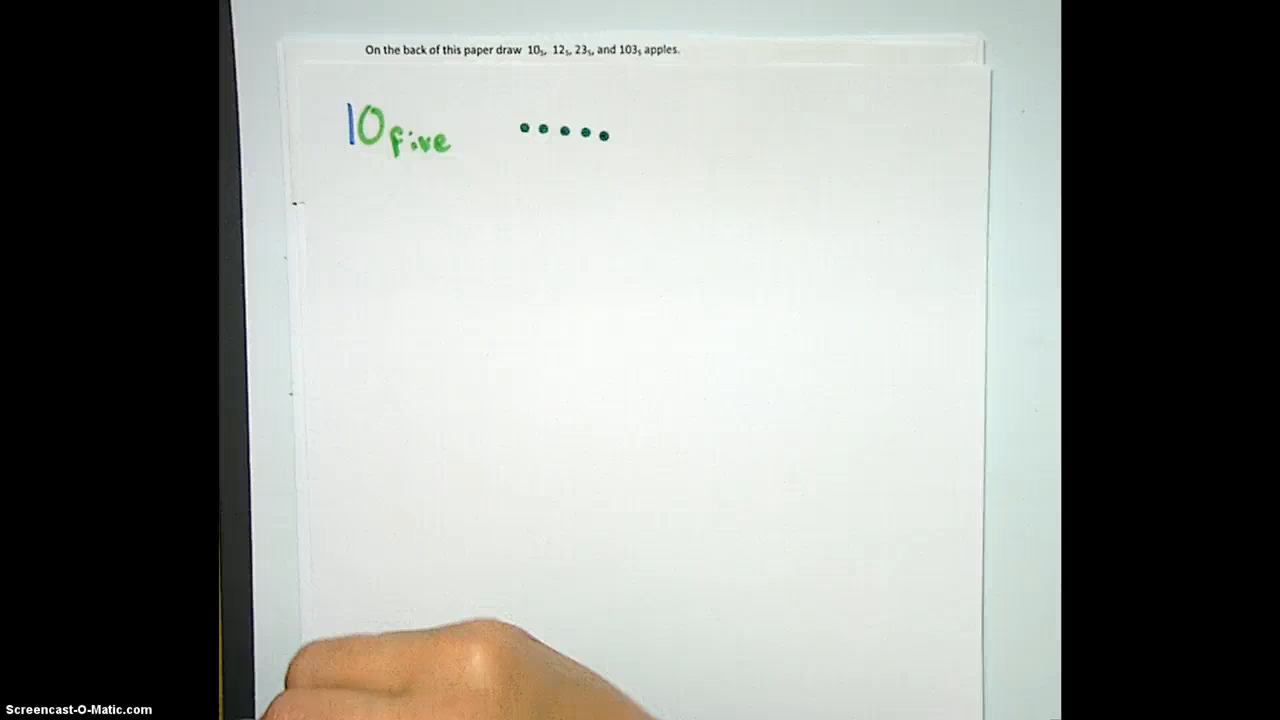 On the back of this paper draw 10₅, 12₅, 23₅, and 103₅ apples.
10five
Screencast-O-Matic.com